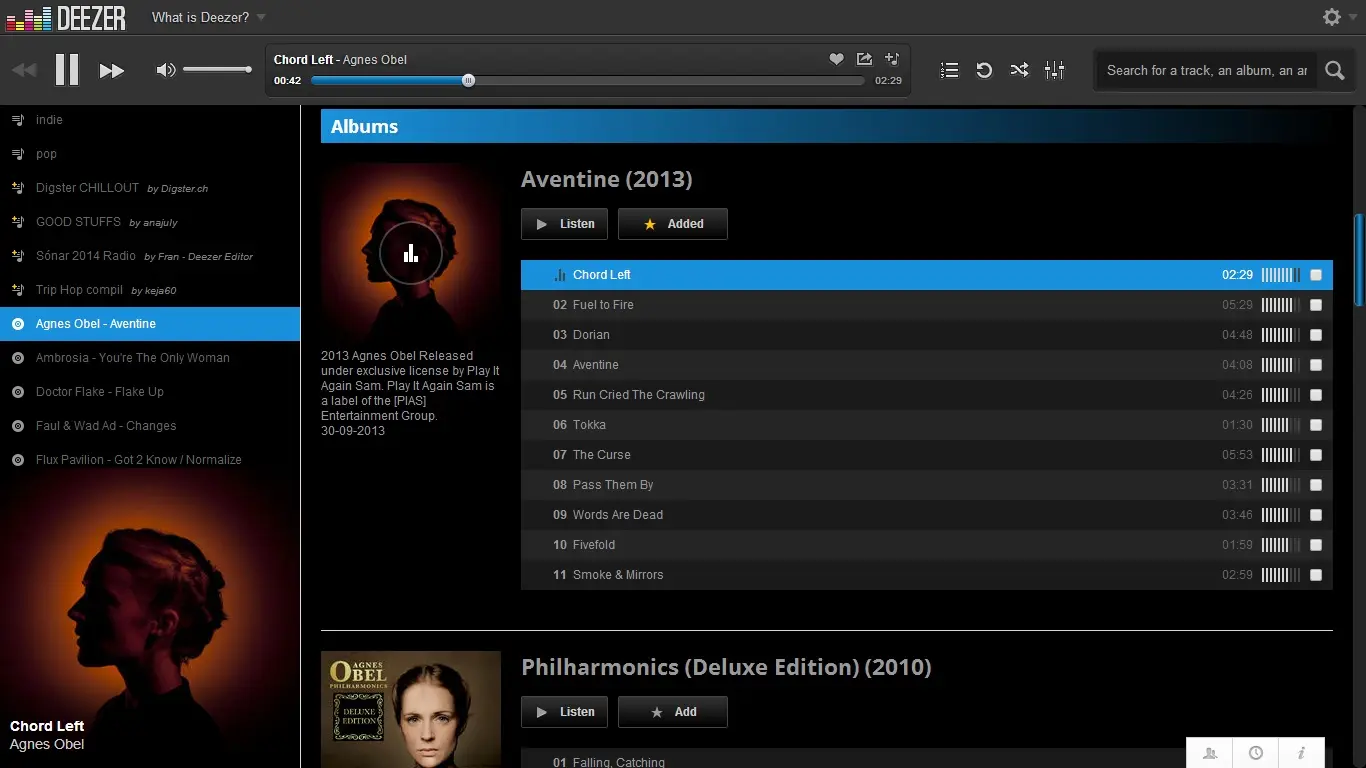 DEEZER
What is Deezer?
Chord Left - Agnes Obel
00:42
02:29
Search for a track, an album, an ar
indie
pop
Digster CHILLOUT by Digster.ch
GOOD STUFFS by anajuly
Sónar 2014 Radio by Fran - Deezer Editor
Trip Hop compil by keja60
Agnes Obel - Aventine
Ambrosia - You're The Only Woman
Doctor Flake - Flake Up
Faul & Wad Ad - Changes
Flux Pavilion - Got 2 Know / Normalize
Chord Left
Agnes Obel
Albums
2013 Agnes Obel Released
under exclusive license by Play It
Again Sam. Play It Again Sam is
a label of the [PIAS]
Entertainment Group.
30-09-2013
Aventine (2013)
Listen
Added
Chord Left 02:29
02 Fuel to Fire 05:29
03 Dorian 04:48
04 Aventine 04:08
05 Run Cried The Crawling 04:26
06 Tokka 01:30
07 The Curse 05:53
08 Pass Them By 03:31
09 Words Are Dead 03:46
10 Fivefold 01:59
11 Smoke & Mirrors 02:59
AGNES
OBEL
PHILHARMONICS
DELUXE
EDITION
Philharmonics (Deluxe Edition) (2010)
Listen
Add
01 Falling, Catching
i